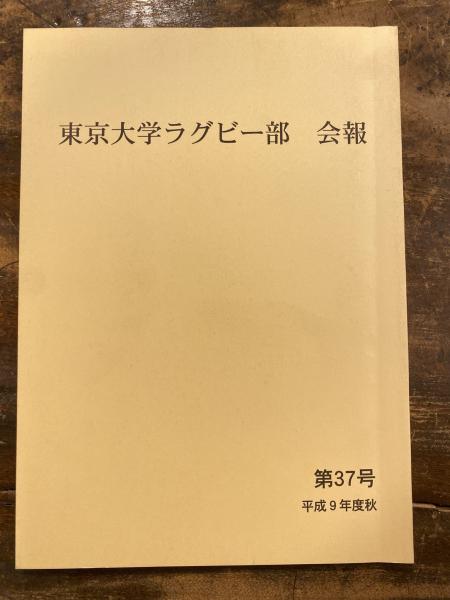 東京大学ラグビー部　会報
第37号
平成９年度秋